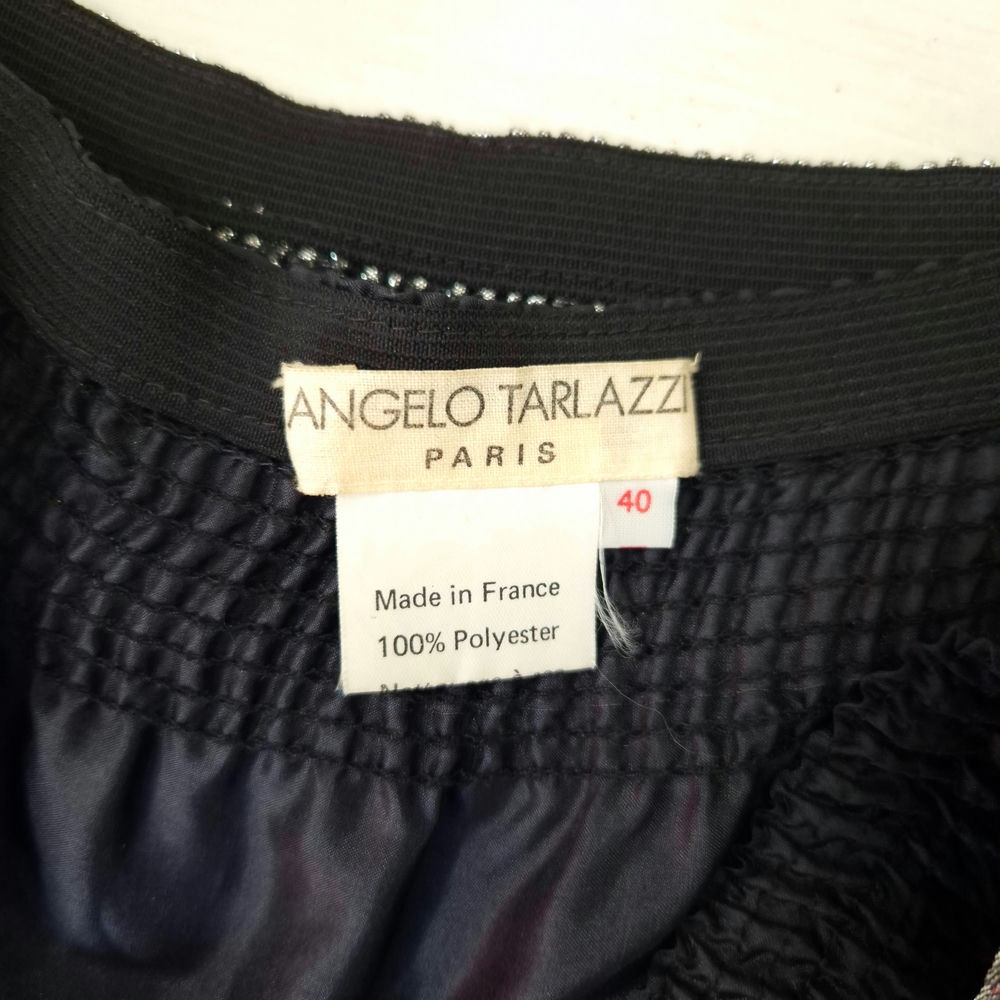 ANGELO TARLAZZI
PARIS
40
Made in France
100% Polyester